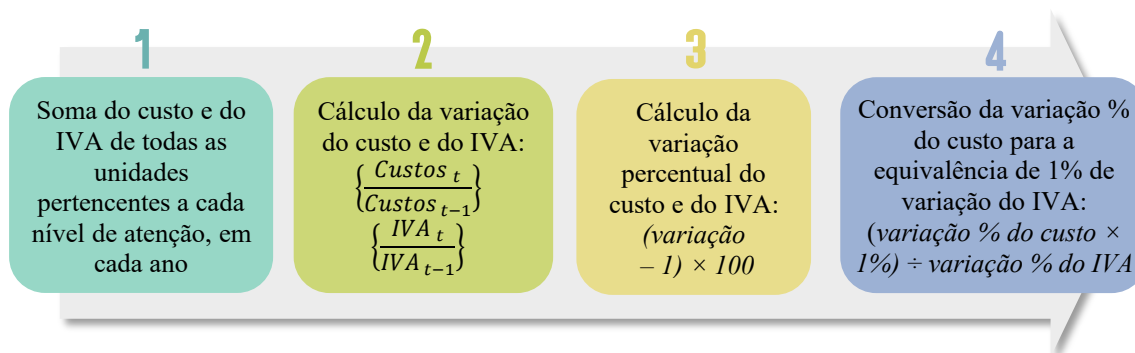 1
Soma do custo e do
IVA de todas as
unidades
pertencentes a cada
nível de atenção, em
cada ano
2
Cálculo da variação
do custo e do IVA:
{Custos t / Custos t−1}
{IVA t / IVA t−1}
3
Cálculo da
variação
percentual do
custo e do IVA:
(variação
– 1) × 100
4
Conversão da variação %
do custo para a
equivalência de 1% de
variação do IVA:
(variação % do custo ×
1%) ÷ variação % do IVA